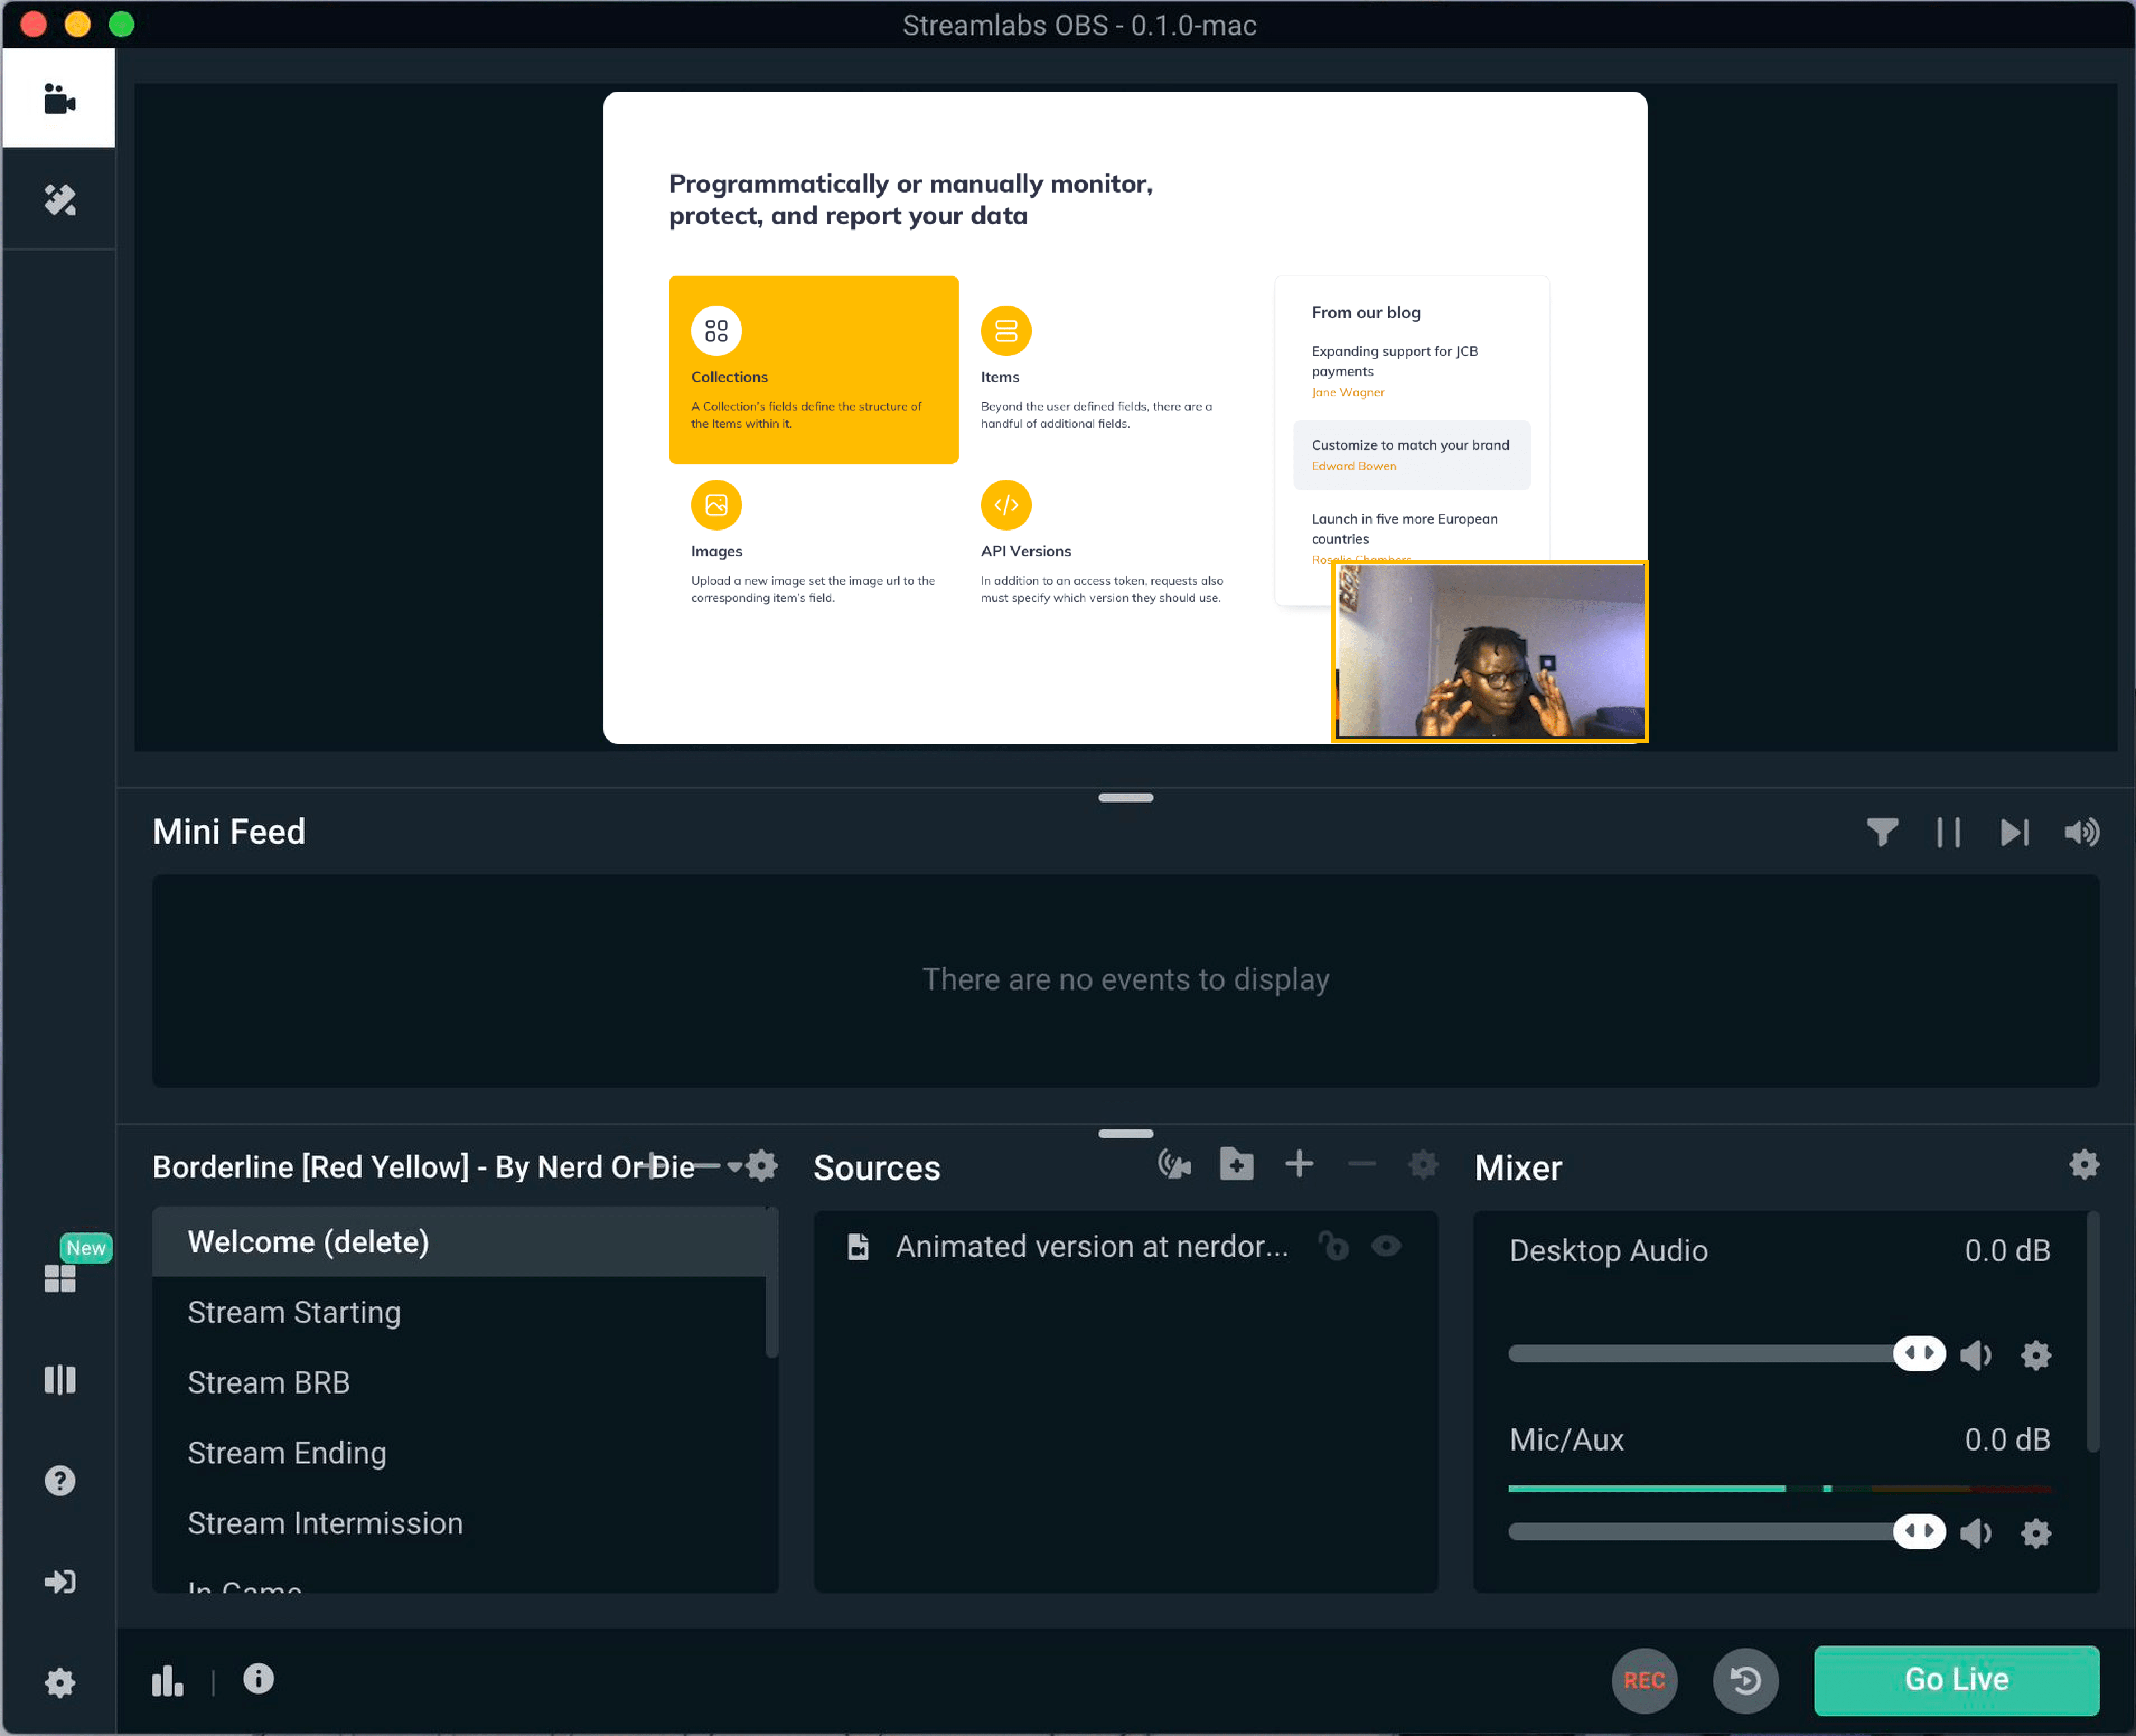 Streamlabs OBS - 0.1.0-mac
Programmatically or manually monitor,
protect, and report your data
Collections
A Collection's fields define the structure of
the Items within it.
Items
Beyond the user defined fields, there are a
handful of additional fields.
Images
Upload a new image set the image url to the
corresponding item's field.
API Versions
In addition to an access token, requests also
must specify which version they should use.
From our blog
Expanding support for JCB
payments
Jane Wagner
Customize to match your brand
Edward Bowen
Launch in five more European
countries
Rosalie Chambers
Mini Feed
There are no events to display
Borderline [Red Yellow] - By Nerd Or Die
Welcome (delete)
Stream Starting
Stream BRB
Stream Ending
Stream Intermission
In Game
Sources
Animated version at nerdor...
Mixer
Desktop Audio
0.0 dB
Mic/Aux
0.0 dB
New
REC
Go Live